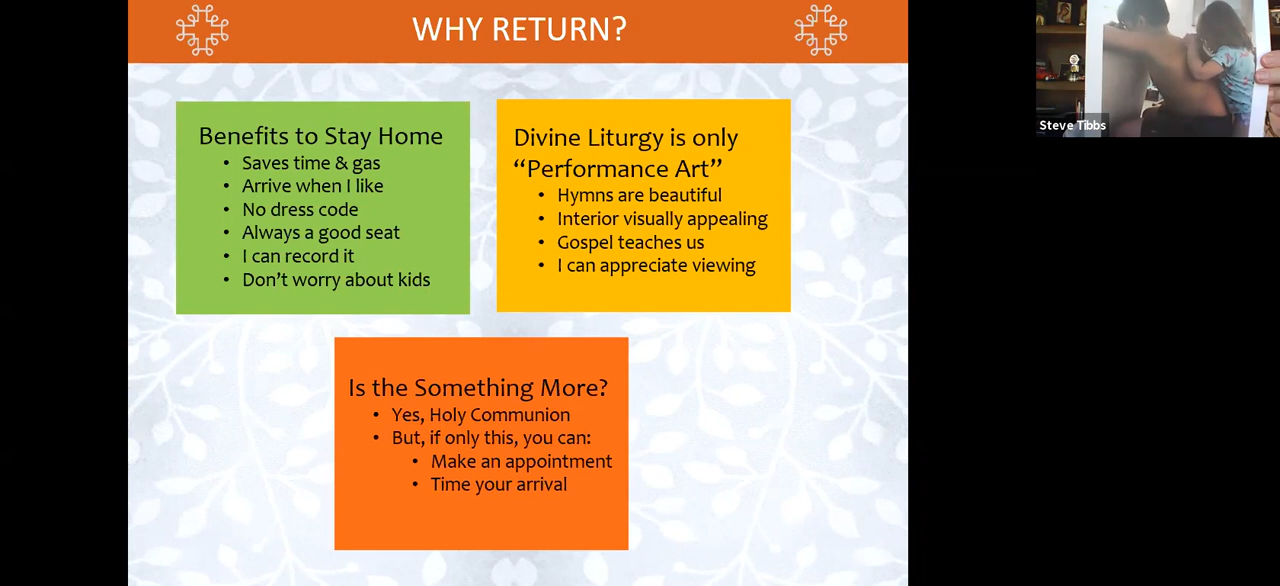 WHY RETURN?
Benefits to Stay Home
• Saves time & gas
• Arrive when I like
• No dress code
• Always a good seat
• I can record it
• Don’t worry about kids
Divine Liturgy is only
“Performance Art”
• Hymns are beautiful
• Interior visually appealing
• Gospel teaches us
• I can appreciate viewing
Is the Something More?
• Yes, Holy Communion
• But, if only this, you can:
• Make an appointment
• Time your arrival
Steve Tibbs